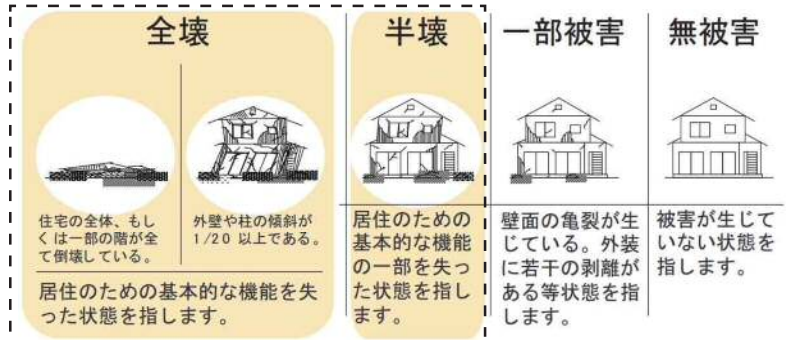 全壊
半壊
一部被害
無被害
住宅の全体、もし
くは一部の階が全
て倒壊している。
外壁や柱の傾斜が
1/20 以上である。
居住のための基本的な機能を失
った状態を指します。
居住のための
基本的な機能
の一部を失っ
た状態を指し
ます。
壁面の亀裂が生
じている。外装
に若干の剥離が
ある等状態を指
します。
被害が生じて
いない状態を
指します。